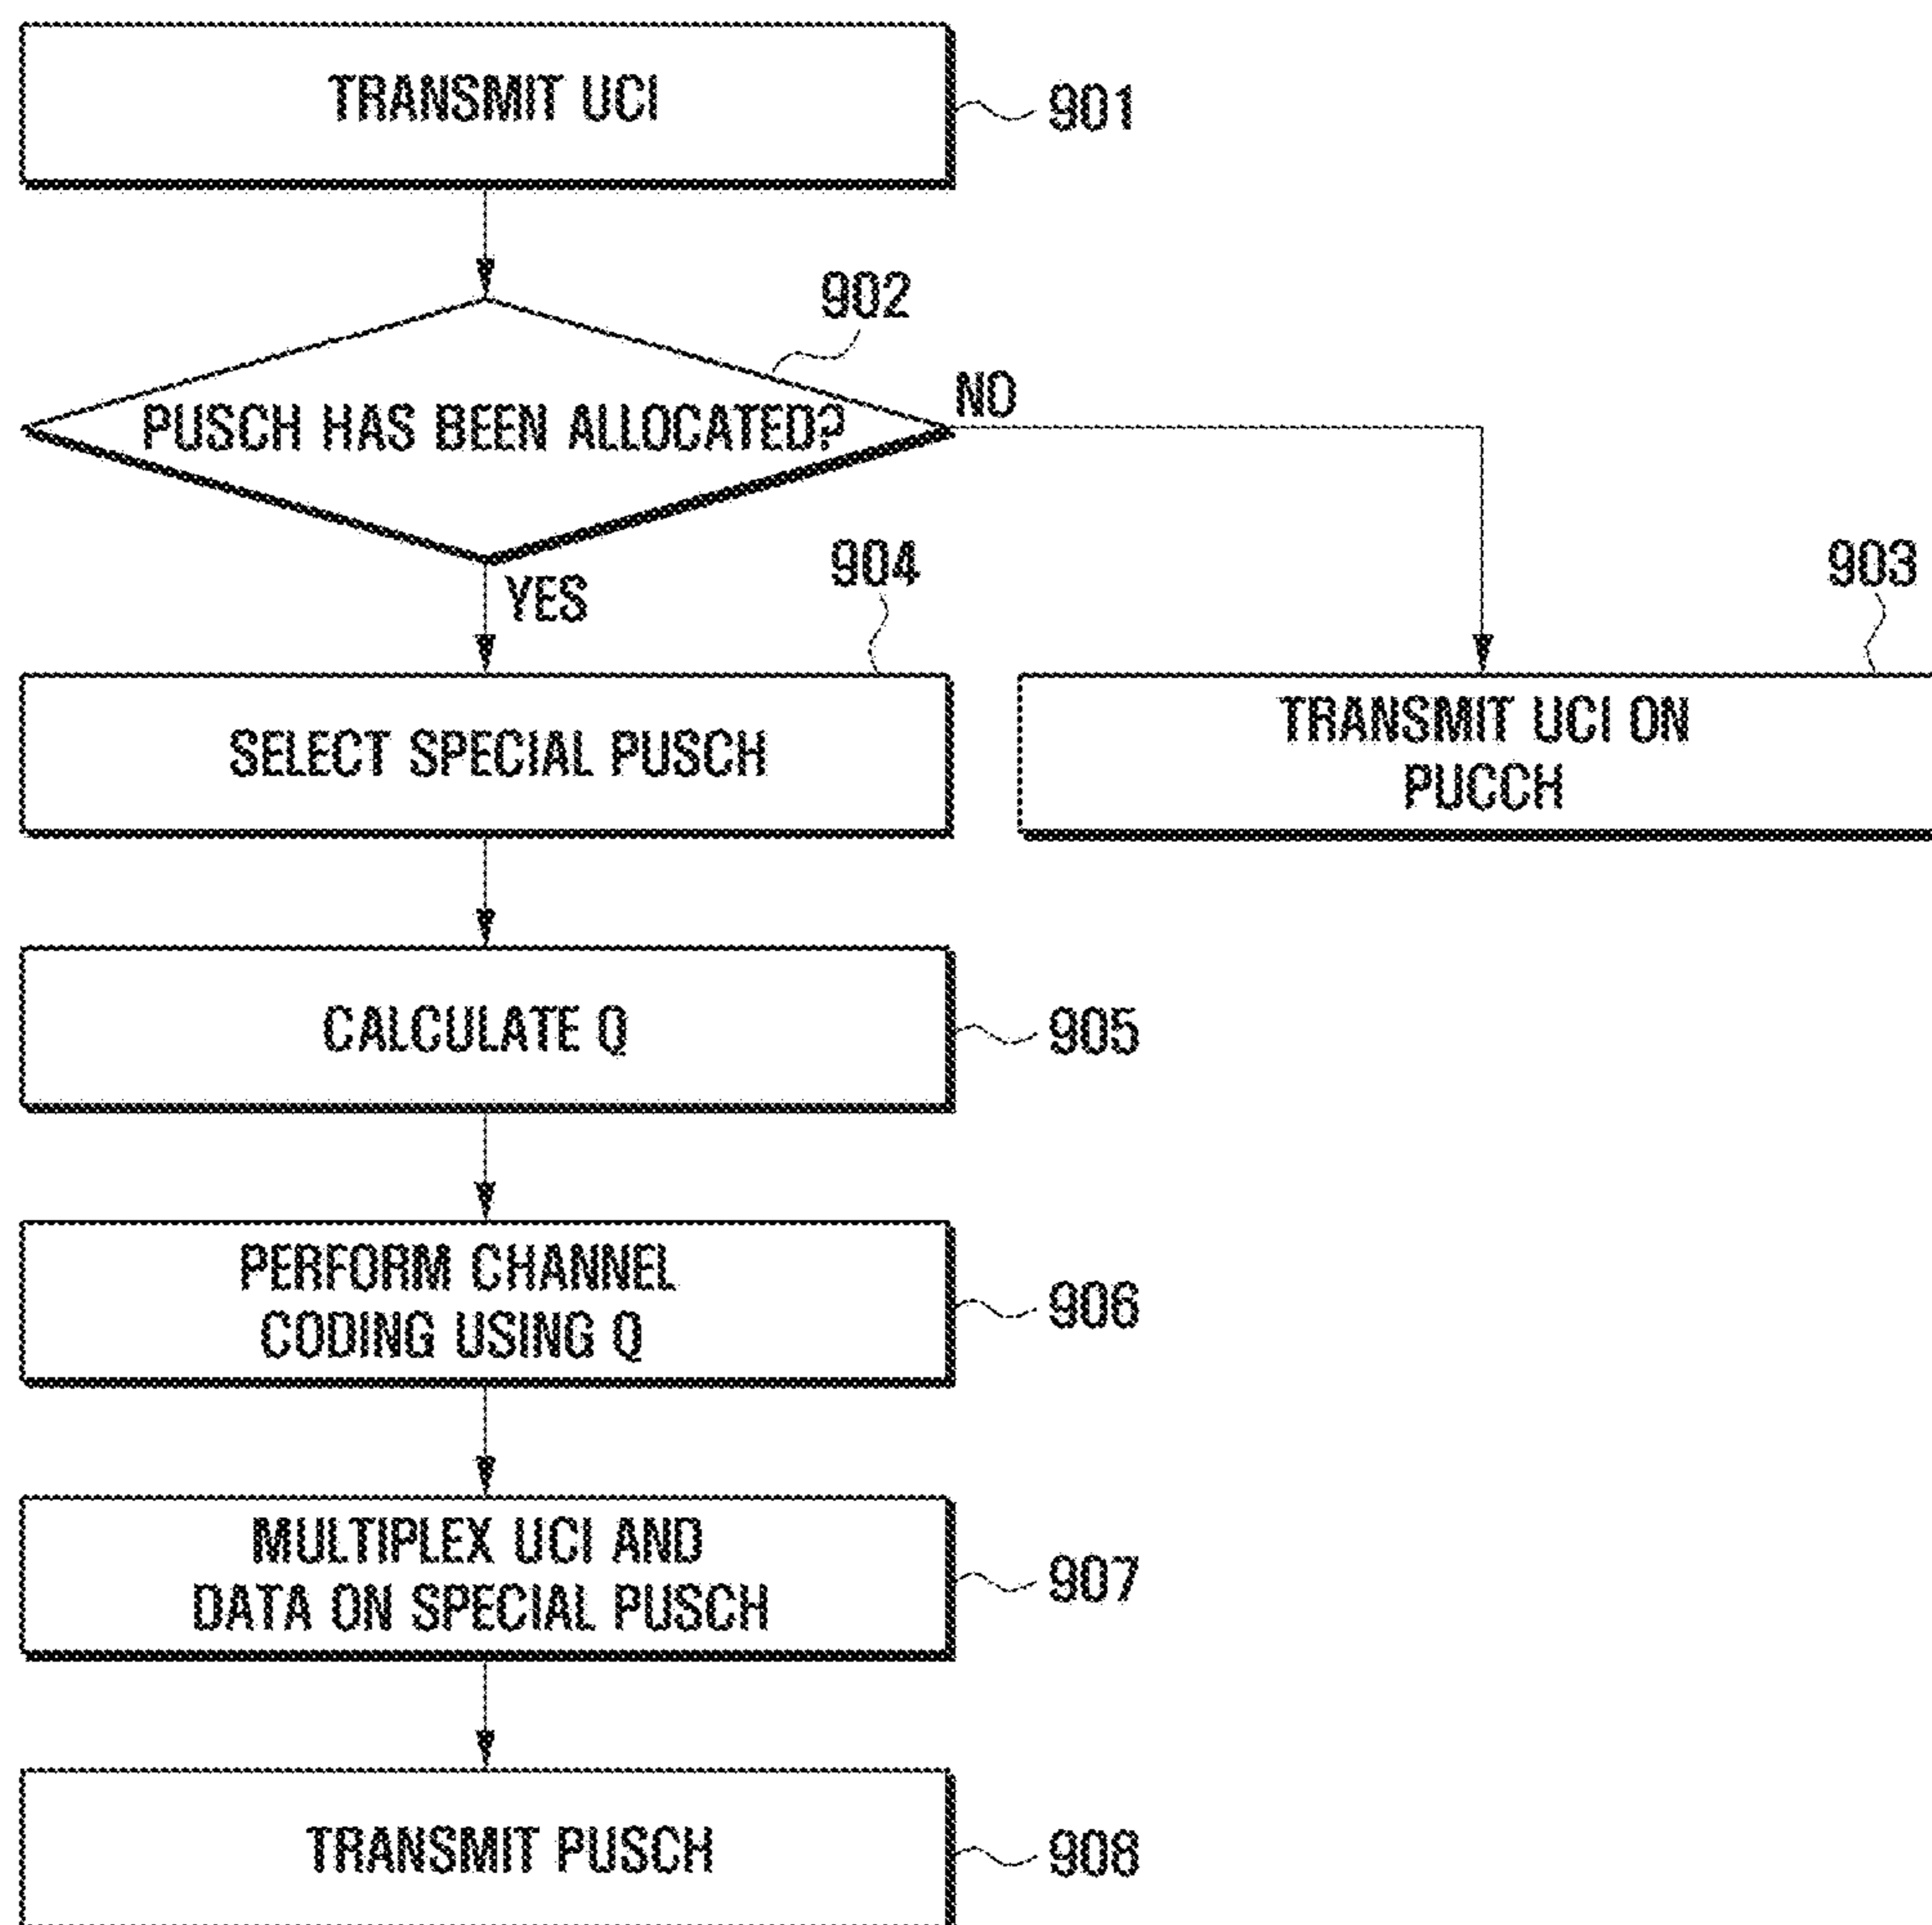 TRANSMIT UCI
901
902
PUSCH HAS BEEN ALLOCATED?
NO
YES
904
903
SELECT SPECIAL PUSCH
TRANSMIT UCI ON
PUCCH
CALCULATE Q
905
PERFORM CHANNEL
CODING USING Q
906
MULTIPLEX UCI AND
DATA ON SPECIAL PUSCH
907
TRANSMIT PUSCH
908